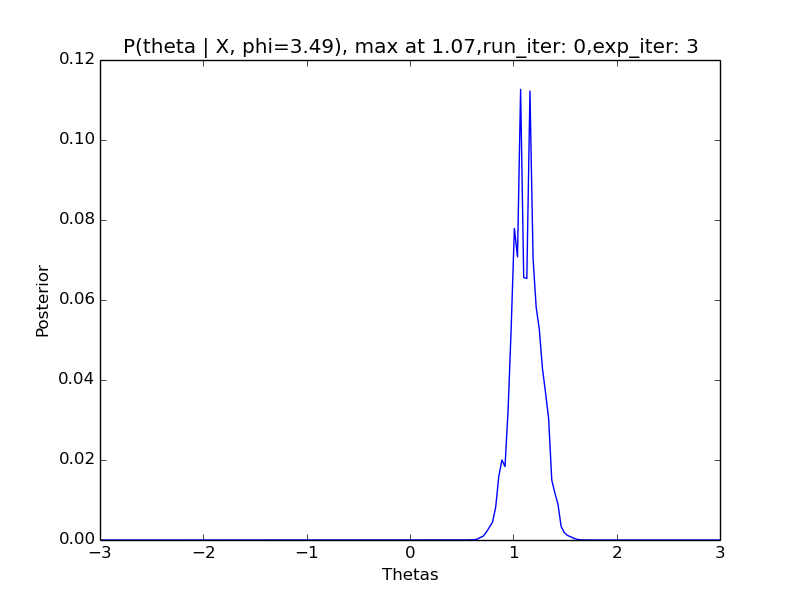 P(theta | X, phi=3.49), max at 1.07,run_iter: 0,exp_iter: 3
0.12
0.10
0.08
0.06
0.04
0.02
0.00
Posterior
−3 −2 −1 0 1 2 3
Thetas